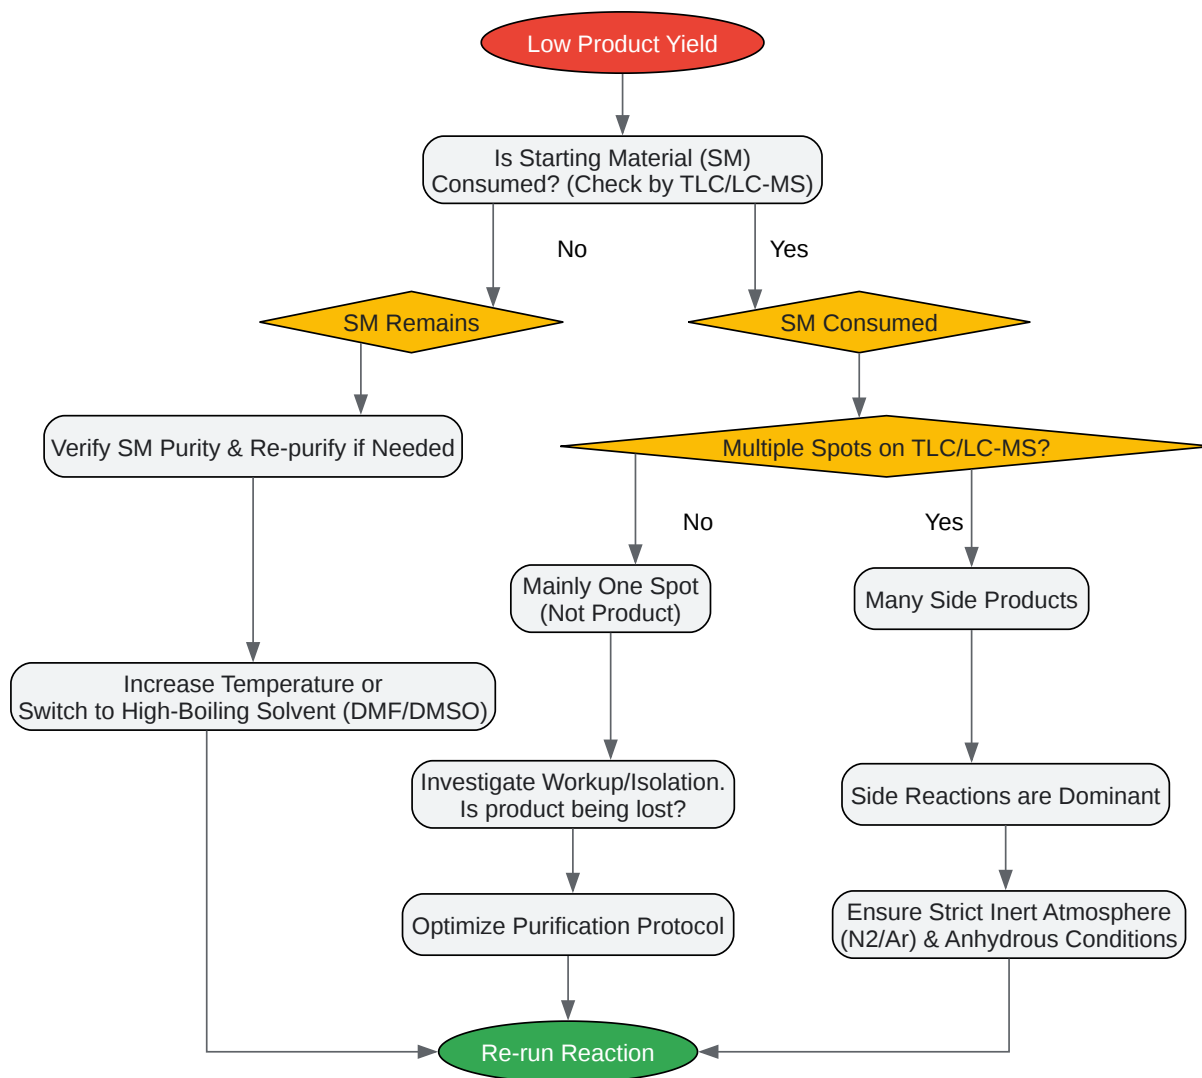 Low Product Yield
Is Starting Material (SM)
Consumed? (Check by TLC/LC-MS)
No
Yes
SM Remains
SM Consumed
Verify SM Purity & Re-purify if Needed
Multiple Spots on TLC/LC-MS?
No
Yes
Mainly One Spot
(Not Product)
Many Side Products
Increase Temperature or
Switch to High-Boiling Solvent (DMF/DMSO)
Investigate Workup/Isolation.
Is product being lost?
Side Reactions are Dominant
Optimize Purification Protocol
Ensure Strict Inert Atmosphere
(N2/Ar) & Anhydrous Conditions
Re-run Reaction